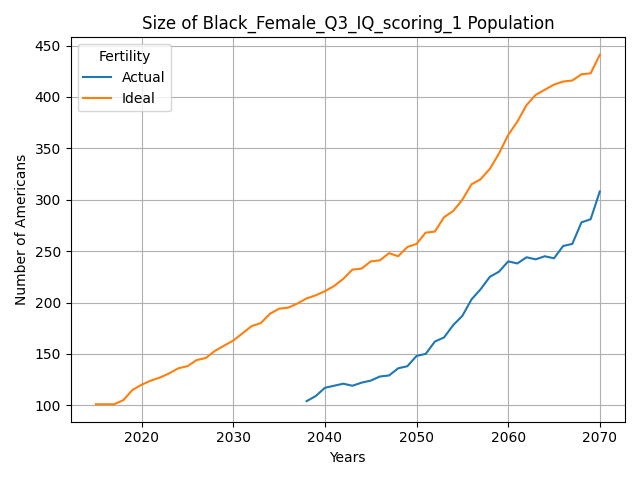 Size of Black_Female_Q3_IQ_scoring_1 Population
Fertility
Actual
Ideal
Number of Americans
450
400
350
300
250
200
150
100
2020 2030 2040 2050 2060 2070
Years